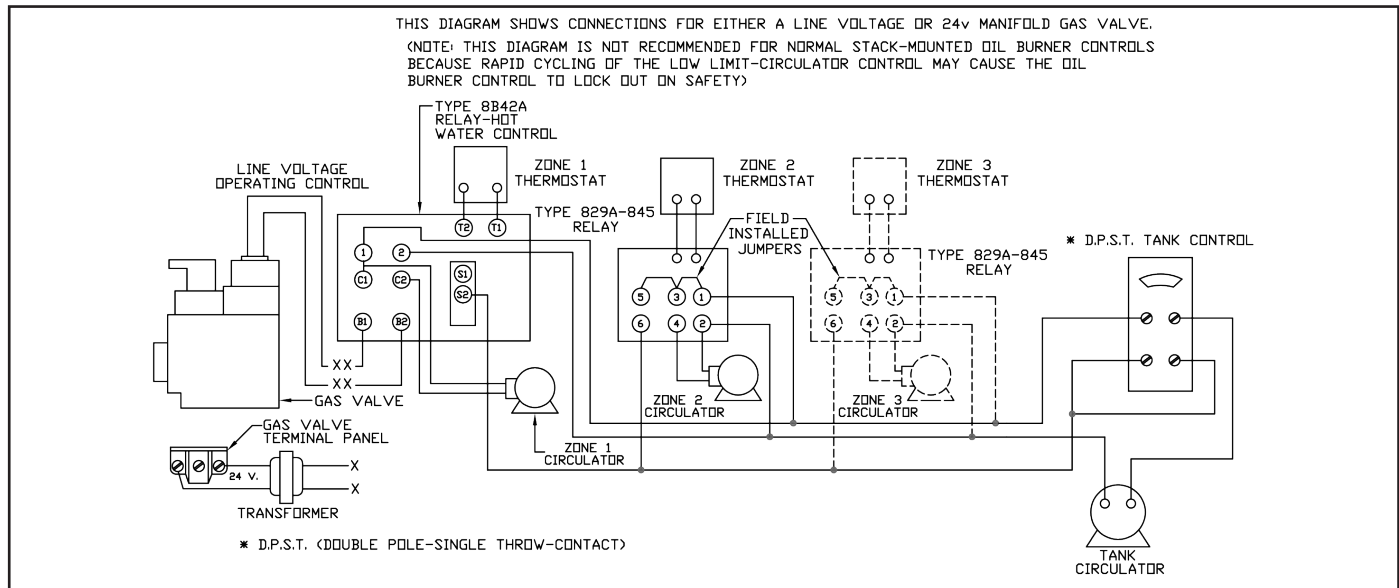 THIS DIAGRAM SHOWS CONNECTIONS FOR EITHER A LINE VOLTAGE OR 24v MANIFOLD GAS VALVE.
(NOTE: THIS DIAGRAM IS NOT RECOMMENDED FOR NORMAL STACK-MOUNTED OIL BURNER CONTROLS
BECAUSE RAPID CYCLING OF THE LOW LIMIT-CIRCULATOR CONTROL MAY CAUSE THE OIL
BURNER CONTROL TO LOCK OUT ON SAFETY)
TYPE 8B42A
RELAY-HOT
WATER CONTROL
LINE VOLTAGE
OPERATING CONTROL
ZONE 1
THERMOSTAT
ZONE 2
THERMOSTAT
ZONE 3
THERMOSTAT
TYPE 829A-845
RELAY
FIELD
INSTALLED
JUMPERS
TYPE 829A-845
RELAY
* D.P.S.T. TANK CONTROL
T2 T1
1 2
C1 C2
S1
S2
B1 B2
5 3 1
6 4 2
5 3 1
6 4 2
XX
XX
GAS VALVE
ZONE 2
CIRCULATOR
ZONE 3
CIRCULATOR
ZONE 1
CIRCULATOR
GAS VALVE
TERMINAL PANEL
24 V.
X
X
TRANSFORMER
* D.P.S.T. (DOUBLE POLE-SINGLE THROW-CONTACT)
TANK
CIRCULATOR